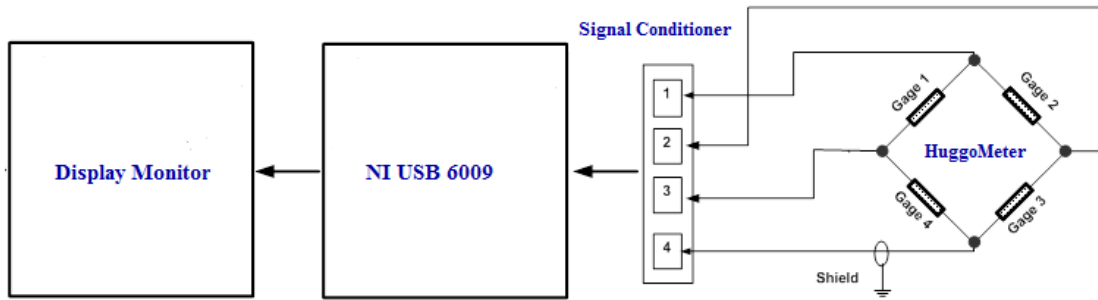 Signal Conditioner
Display Monitor
NI USB 6009
1
2
3
4
Gage 1
Gage 2
HuggoMeter
Gage 4
Gage 3
Shield